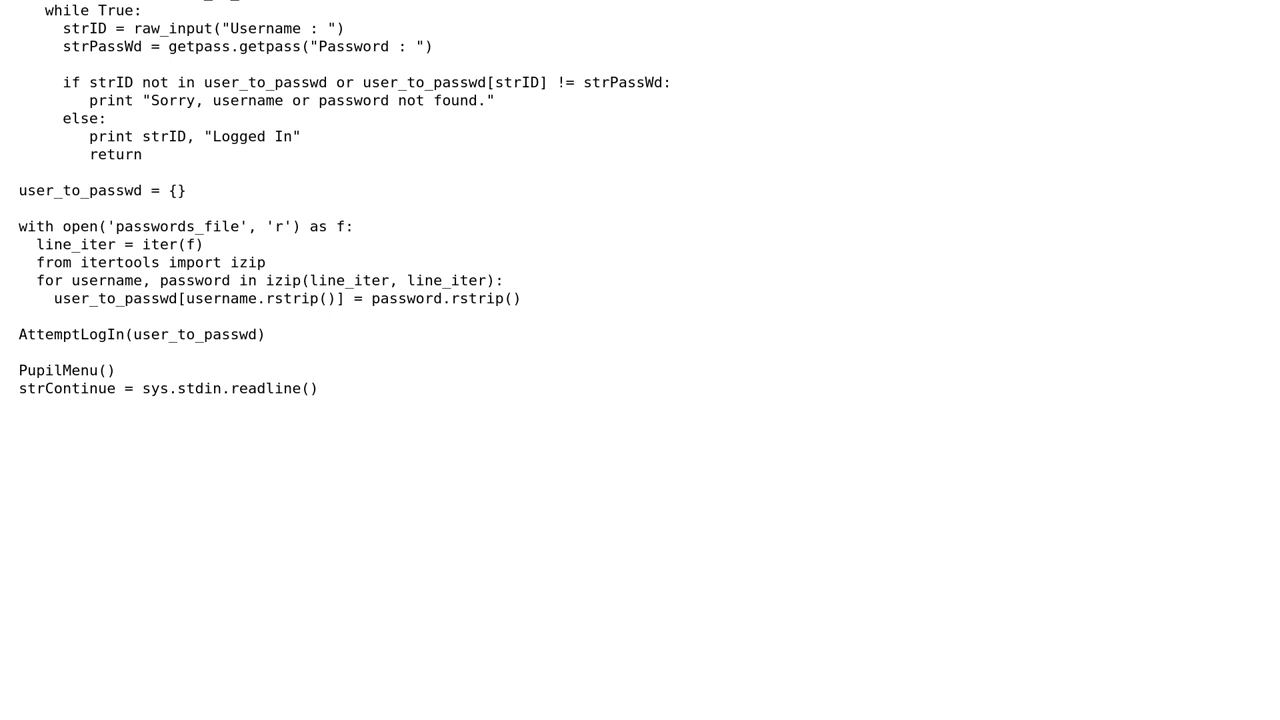 while True:
strID = raw_input("Username : ")
strPassWd = getpass.getpass("Password : ")
if strID not in user_to_passwd or user_to_passwd[strID] != strPassWd:
print "Sorry, username or password not found."
else:
print strID, "Logged In"
return
user_to_passwd = {}
with open('passwords_file', 'r') as f:
line_iter = iter(f)
from itertools import izip
for username, password in izip(line_iter, line_iter):
user_to_passwd[username.rstrip()] = password.rstrip()
AttemptLogIn(user_to_passwd)
PupilMenu()
strContinue = sys.stdin.readline()